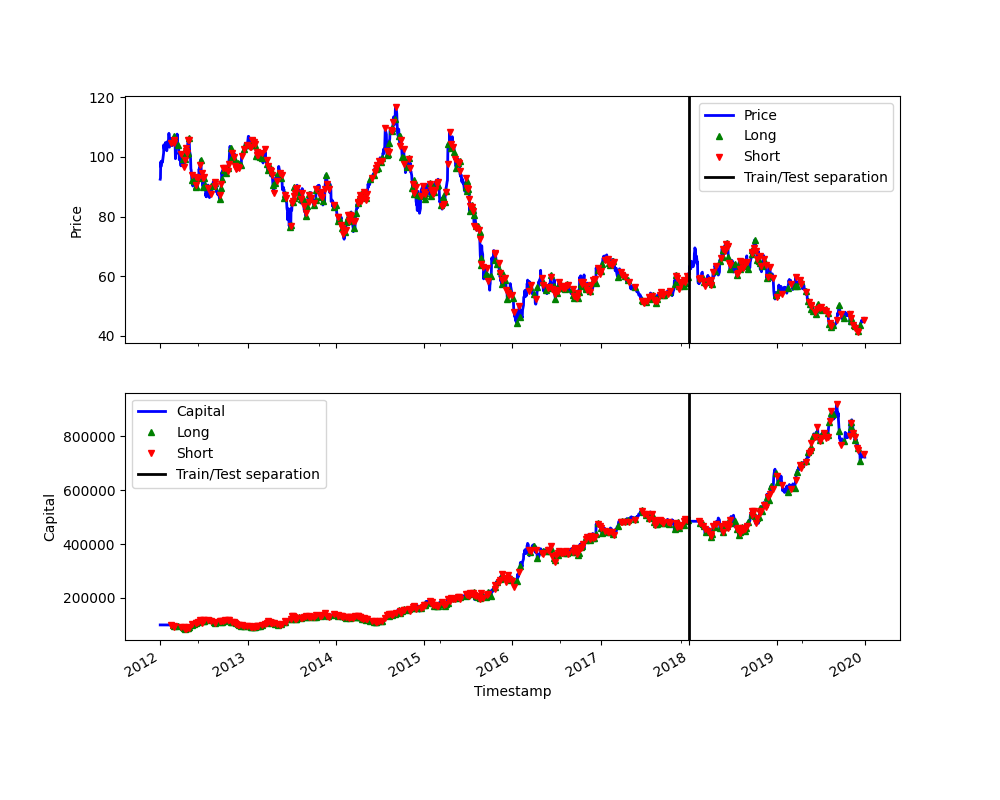 120
100
80
60
40
Price
Price
Long
Short
Train/Test separation
800000
600000
400000
200000
Capital
Capital
Long
Short
Train/Test separation
2012
2013
2014
2015
2016
2017
2018
2019
2020
Timestamp